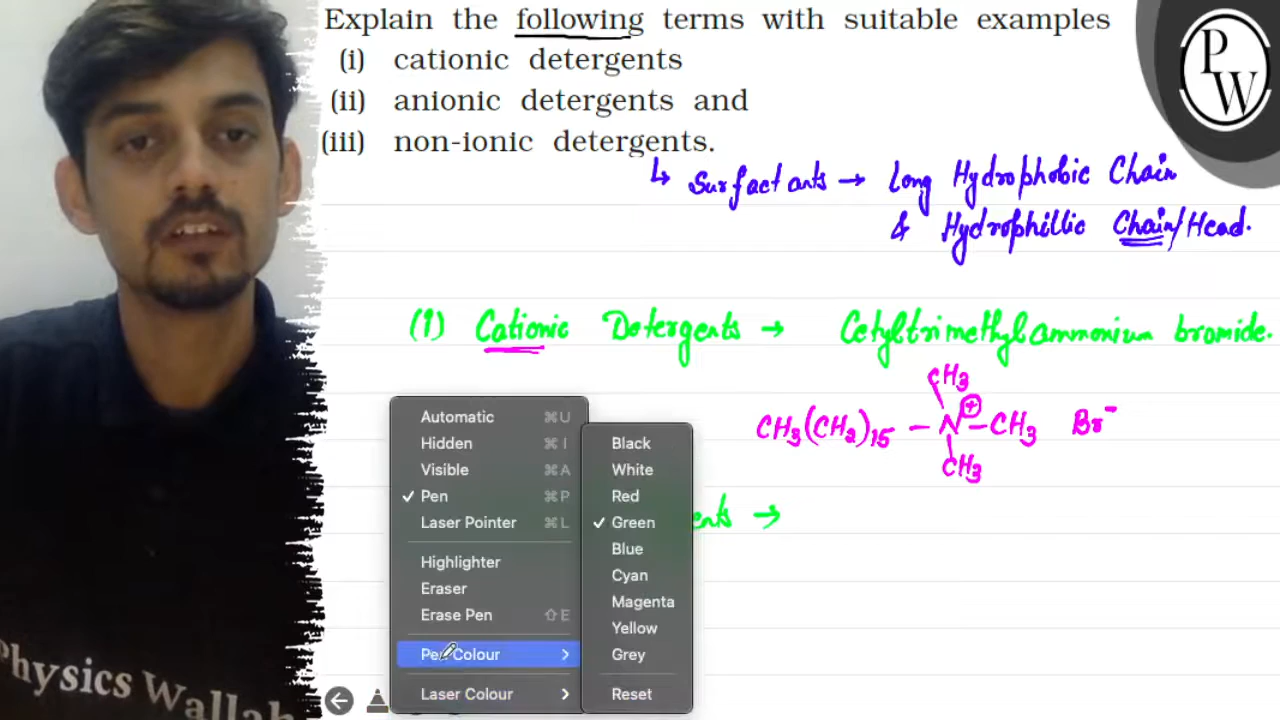 Explain the following terms with suitable examples
(i) cationic detergents
(ii) anionic detergents and
(iii) non-ionic detergents.
↳ Surfactants → Long Hydrophobic Chain
& Hydrophillic Chain/Head.
(i) Cationic Detergents → Cetyltrimethylammonium bromide.
CH3
CH3(CH2)15 – N⊕ – CH3 Br⁻
CH3
ents →
Automatic ⌘U
Hidden ⌘I
Visible ⌘A
✓ Pen ⌘P
Laser Pointer ⌘L
Highlighter
Eraser
Erase Pen ⇧E
Pen Colour >
Laser Colour >
Black
White
Red
✓ Green
Blue
Cyan
Magenta
Yellow
Grey
Reset
PW
Physics Wallah